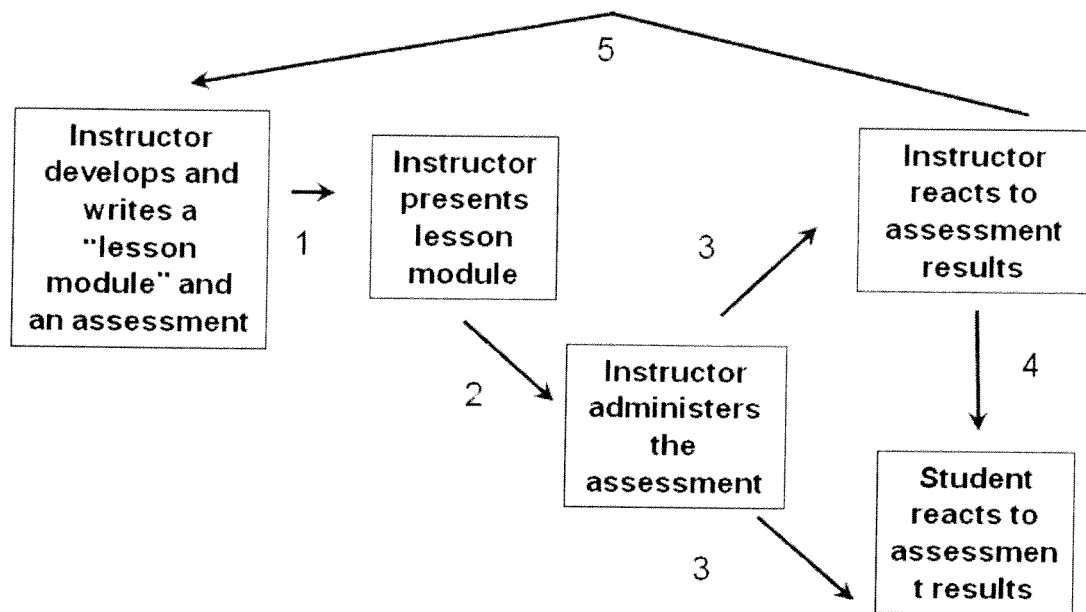 5
Instructor
develops and
writes a
"lesson
module" and
an assessment
1
Instructor
presents
lesson
module
2
Instructor
administers
the
assessment
3
3
Instructor
reacts to
assessment
results
4
Student
reacts to
assessmen
t results